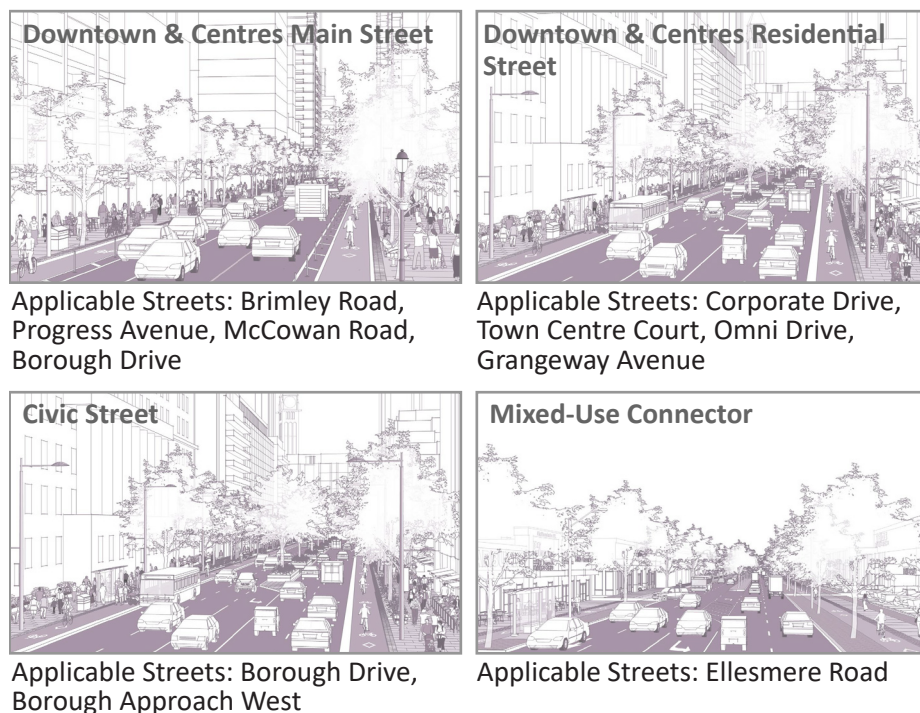 Downtown & Centres Main Street
Applicable Streets: Brimley Road,
Progress Avenue, McCowan Road,
Borough Drive
Downtown & Centres Residential
Street
Applicable Streets: Corporate Drive,
Town Centre Court, Omni Drive,
Grangeway Avenue
Civic Street
Applicable Streets: Borough Drive,
Borough Approach West
Mixed-Use Connector
Applicable Streets: Ellesmere Road